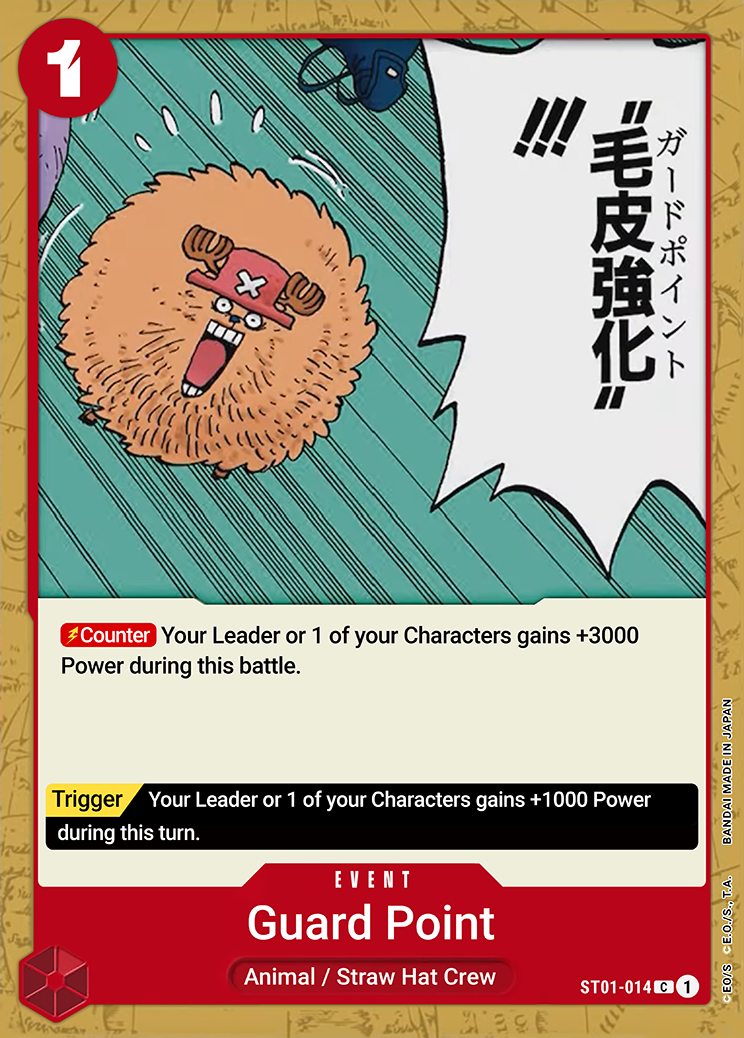 1
"毛皮強化"
ガードポイント
!!!
Counter Your Leader or 1 of your Characters gains +3000
Power during this battle.
Trigger Your Leader or 1 of your Characters gains +1000 Power
during this turn.
EVENT
Guard Point
Animal / Straw Hat Crew
ST01-014 C 1
©EO/S ©E.O./S., T.A. BANDAI MADE IN JAPAN